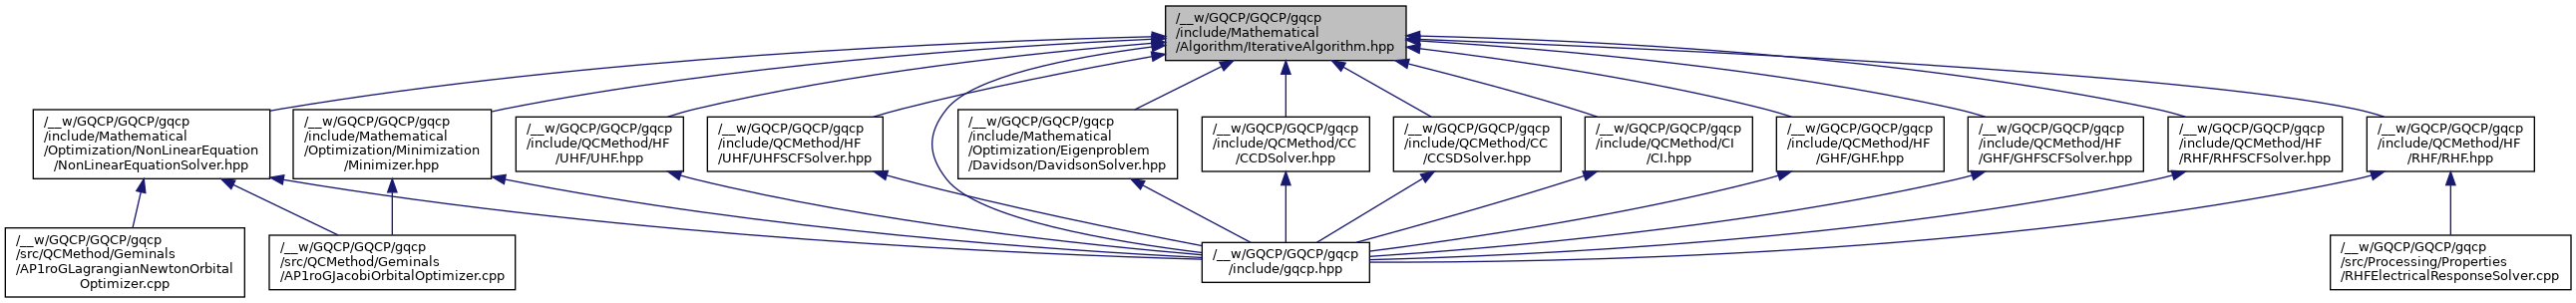 /__w/GQCP/GQCP/gqcp
/include/Mathematical
/Algorithm/IterativeAlgorithm.hpp
/__w/GQCP/GQCP/gqcp
/include/Mathematical
/Optimization/NonLinearEquation
/NonLinearEquationSolver.hpp
/__w/GQCP/GQCP/gqcp
/include/Mathematical
/Optimization/Minimization
/Minimizer.hpp
/__w/GQCP/GQCP/gqcp
/include/QCMethod/HF
/UHF/UHF.hpp
/__w/GQCP/GQCP/gqcp
/include/QCMethod/HF
/UHF/UHFSCFSolver.hpp
/__w/GQCP/GQCP/gqcp
/include/Mathematical
/Optimization/Eigenproblem
/Davidson/DavidsonSolver.hpp
/__w/GQCP/GQCP/gqcp
/include/QCMethod/CC
/CCDSolver.hpp
/__w/GQCP/GQCP/gqcp
/include/QCMethod/CC
/CCSDSolver.hpp
/__w/GQCP/GQCP/gqcp
/include/QCMethod/CI
/CI.hpp
/__w/GQCP/GQCP/gqcp
/include/QCMethod/HF
/GHF/GHF.hpp
/__w/GQCP/GQCP/gqcp
/include/QCMethod/HF
/GHF/GHFSCFSolver.hpp
/__w/GQCP/GQCP/gqcp
/include/QCMethod/HF
/RHF/RHFSCFSolver.hpp
/__w/GQCP/GQCP/gqcp
/include/QCMethod/HF
/RHF/RHF.hpp
/__w/GQCP/GQCP/gqcp
/src/QCMethod/Geminals
/AP1roGLagrangianNewtonOrbital
Optimizer.cpp
/__w/GQCP/GQCP/gqcp
/src/QCMethod/Geminals
/AP1roGJacobiOrbitalOptimizer.cpp
/__w/GQCP/GQCP/gqcp
/include/gqcp.hpp
/__w/GQCP/GQCP/gqcp
/src/Processing/Properties
/RHFElectricalResponseSolver.cpp